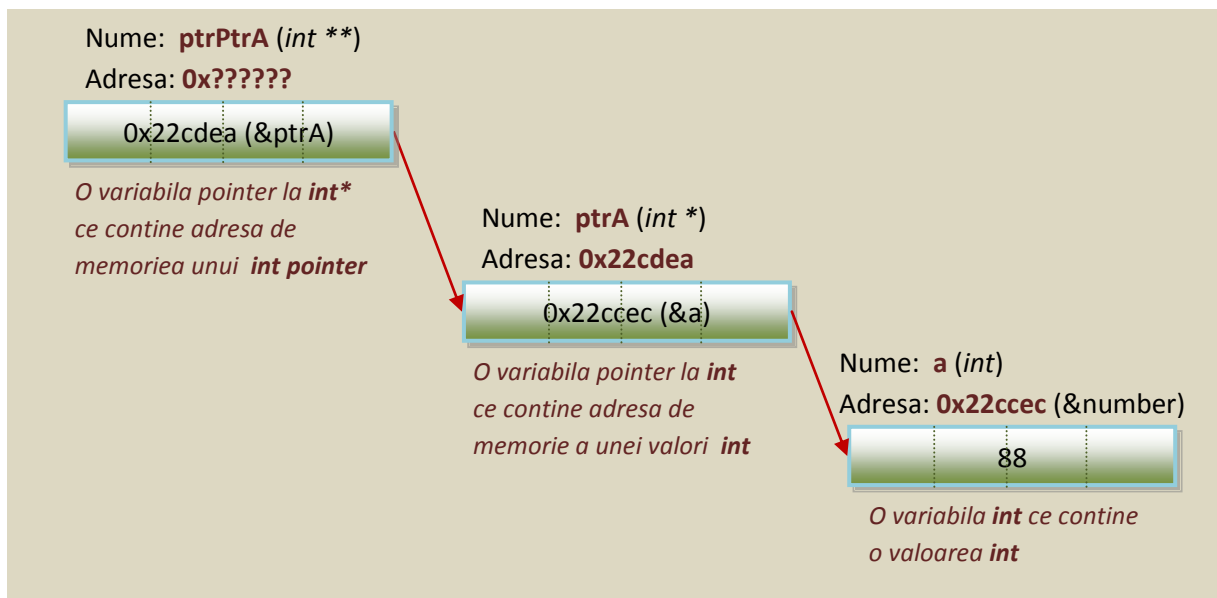 Nume: ptrPtrA (int **)
Adresa: 0x??????
0x22cdea (&ptrA)
O variabila pointer la int*
ce contine adresa de
memoriea unui int pointer
Nume: ptrA (int *)
Adresa: 0x22cdea
0x22ccec (&a)
O variabila pointer la int
ce contine adresa de
memorie a unei valori int
Nume: a (int)
Adresa: 0x22ccec (&number)
88
O variabila int ce contine
o valoarea int